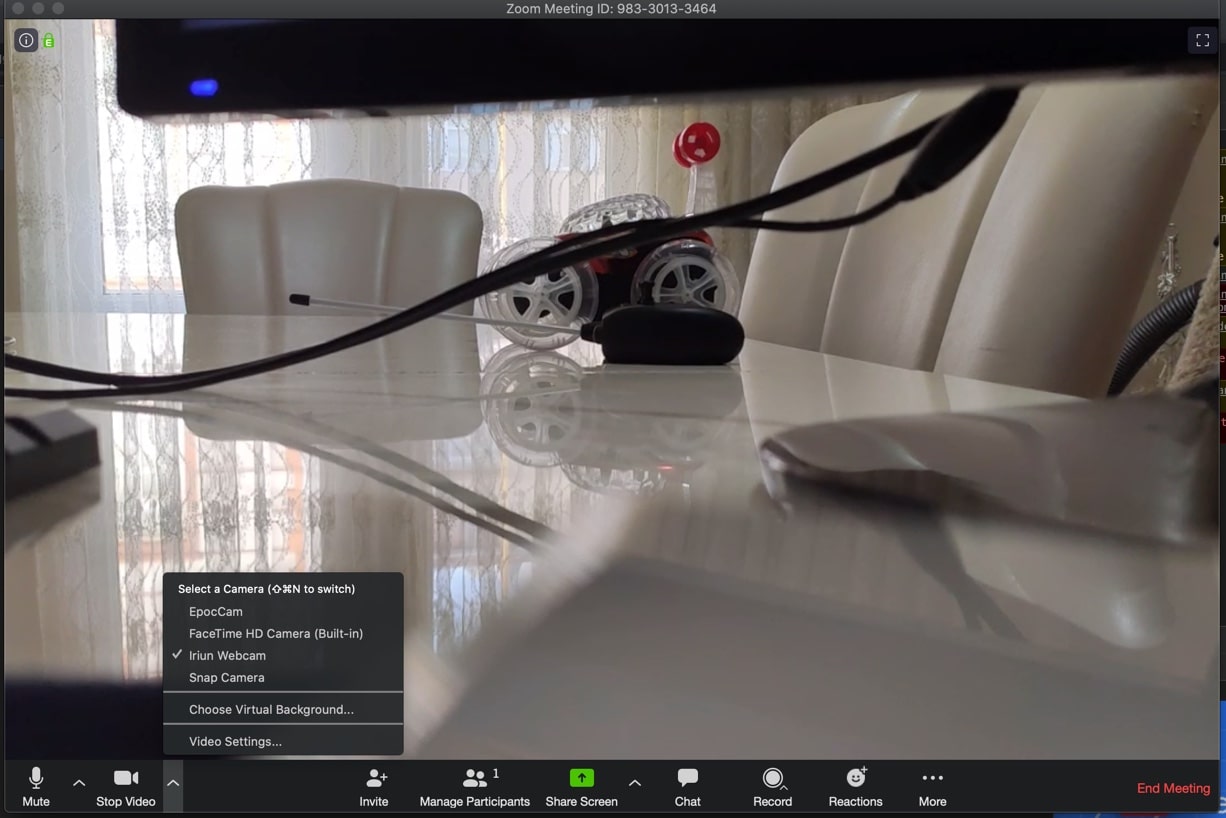 Zoom Meeting ID: 983-3013-3464
E
Select a Camera (⇧⌘N to switch)
EpocCam
FaceTime HD Camera (Built-in)
✓ Iriun Webcam
Snap Camera
Choose Virtual Background...
Video Settings...
Mute
Stop Video
Invite
1
Manage Participants
Share Screen
Chat
Record
Reactions
More
End Meeting